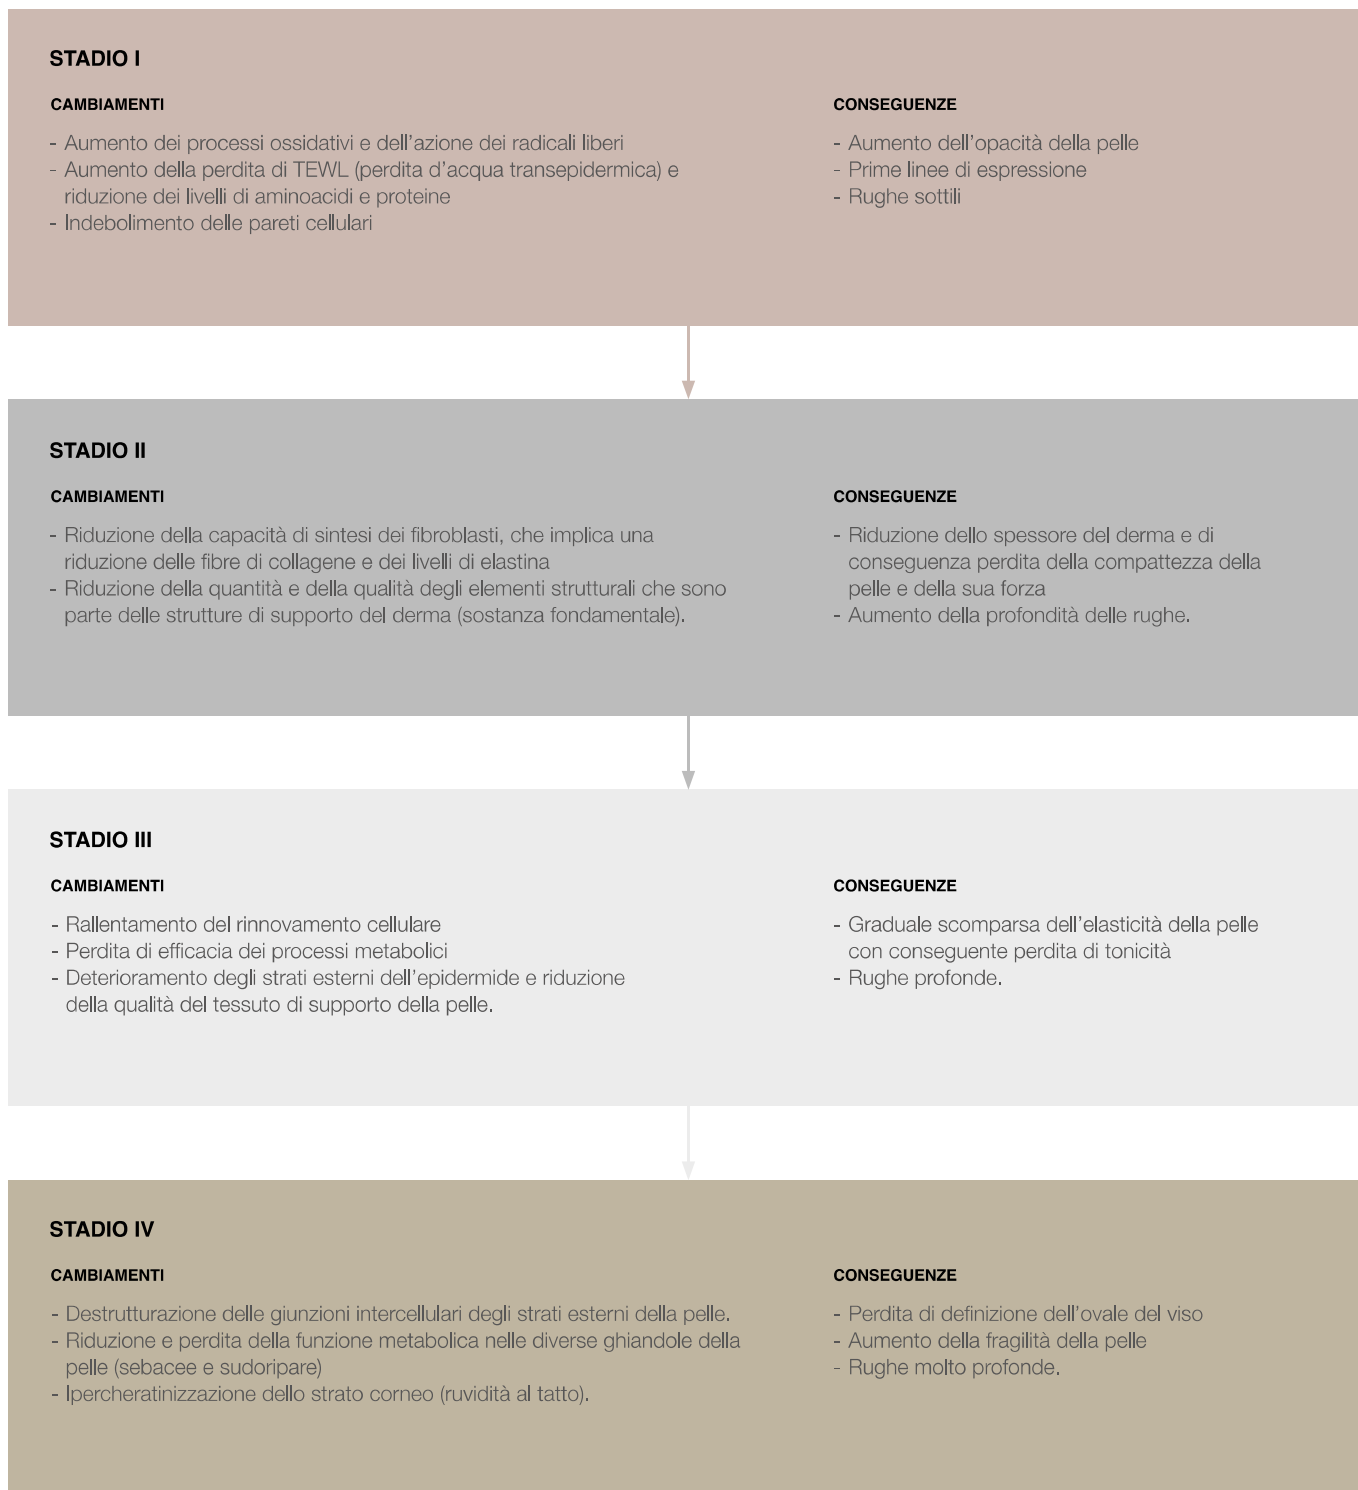 STADIO I
CAMBIAMENTI
- Aumento dei processi ossidativi e dell'azione dei radicali liberi
- Aumento della perdita di TEWL (perdita d'acqua transepidermica) e
riduzione dei livelli di aminoacidi e proteine
- Indebolimento delle pareti cellulari
CONSEGUENZE
- Aumento dell'opacità della pelle
- Prime linee di espressione
- Rughe sottili
STADIO II
CAMBIAMENTI
- Riduzione della capacità di sintesi dei fibroblasti, che implica una
riduzione delle fibre di collagene e dei livelli di elastina
- Riduzione della quantità e della qualità degli elementi strutturali che sono
parte delle strutture di supporto del derma (sostanza fondamentale).
CONSEGUENZE
- Riduzione dello spessore del derma e di
conseguenza perdita della compattezza della
pelle e della sua forza
- Aumento della profondità delle rughe.
STADIO III
CAMBIAMENTI
- Rallentamento del rinnovamento cellulare
- Perdita di efficacia dei processi metabolici
- Deterioramento degli strati esterni dell'epidermide e riduzione
della qualità del tessuto di supporto della pelle.
CONSEGUENZE
- Graduale scomparsa dell'elasticità della pelle
con conseguente perdita di tonicità
- Rughe profonde.
STADIO IV
CAMBIAMENTI
- Destrutturazione delle giunzioni intercellulari degli strati esterni della pelle.
- Riduzione e perdita della funzione metabolica nelle diverse ghiandole della
pelle (sebacee e sudoripare)
- Ipercheratinizzazione dello strato corneo (ruvidità al tatto).
CONSEGUENZE
- Perdita di definizione dell'ovale del viso
- Aumento della fragilità della pelle
- Rughe molto profonde.